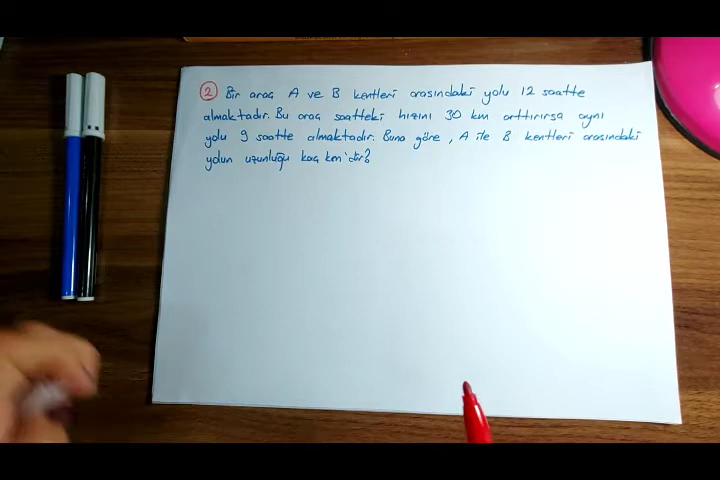 2 Bir araç A ve B kentleri arasındaki yolu 12 saatte
almaktadır. Bu araç saatteki hızını 30 km arttırırsa aynı
yolu 9 saatte almaktadır. Buna göre, A ile B kentleri arasındaki
yolun uzunluğu kaç km'dir?